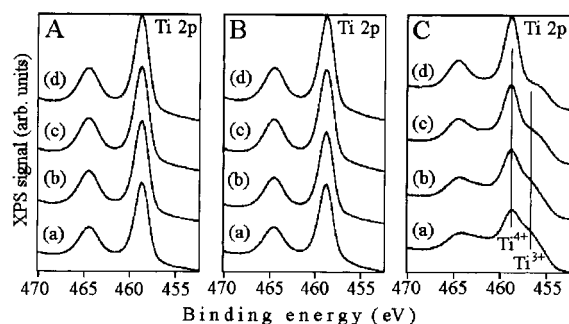 A Ti 2p
B Ti 2p
C Ti 2p
(d)
(c)
(b)
(a)
(d)
(c)
(b)
(a)
(d)
(c)
(b)
(a)
Ti4+
Ti3+
XPS signal (arb. units)
470 465 460 455
470 465 460 455
470 465 460 455
Binding energy (eV)